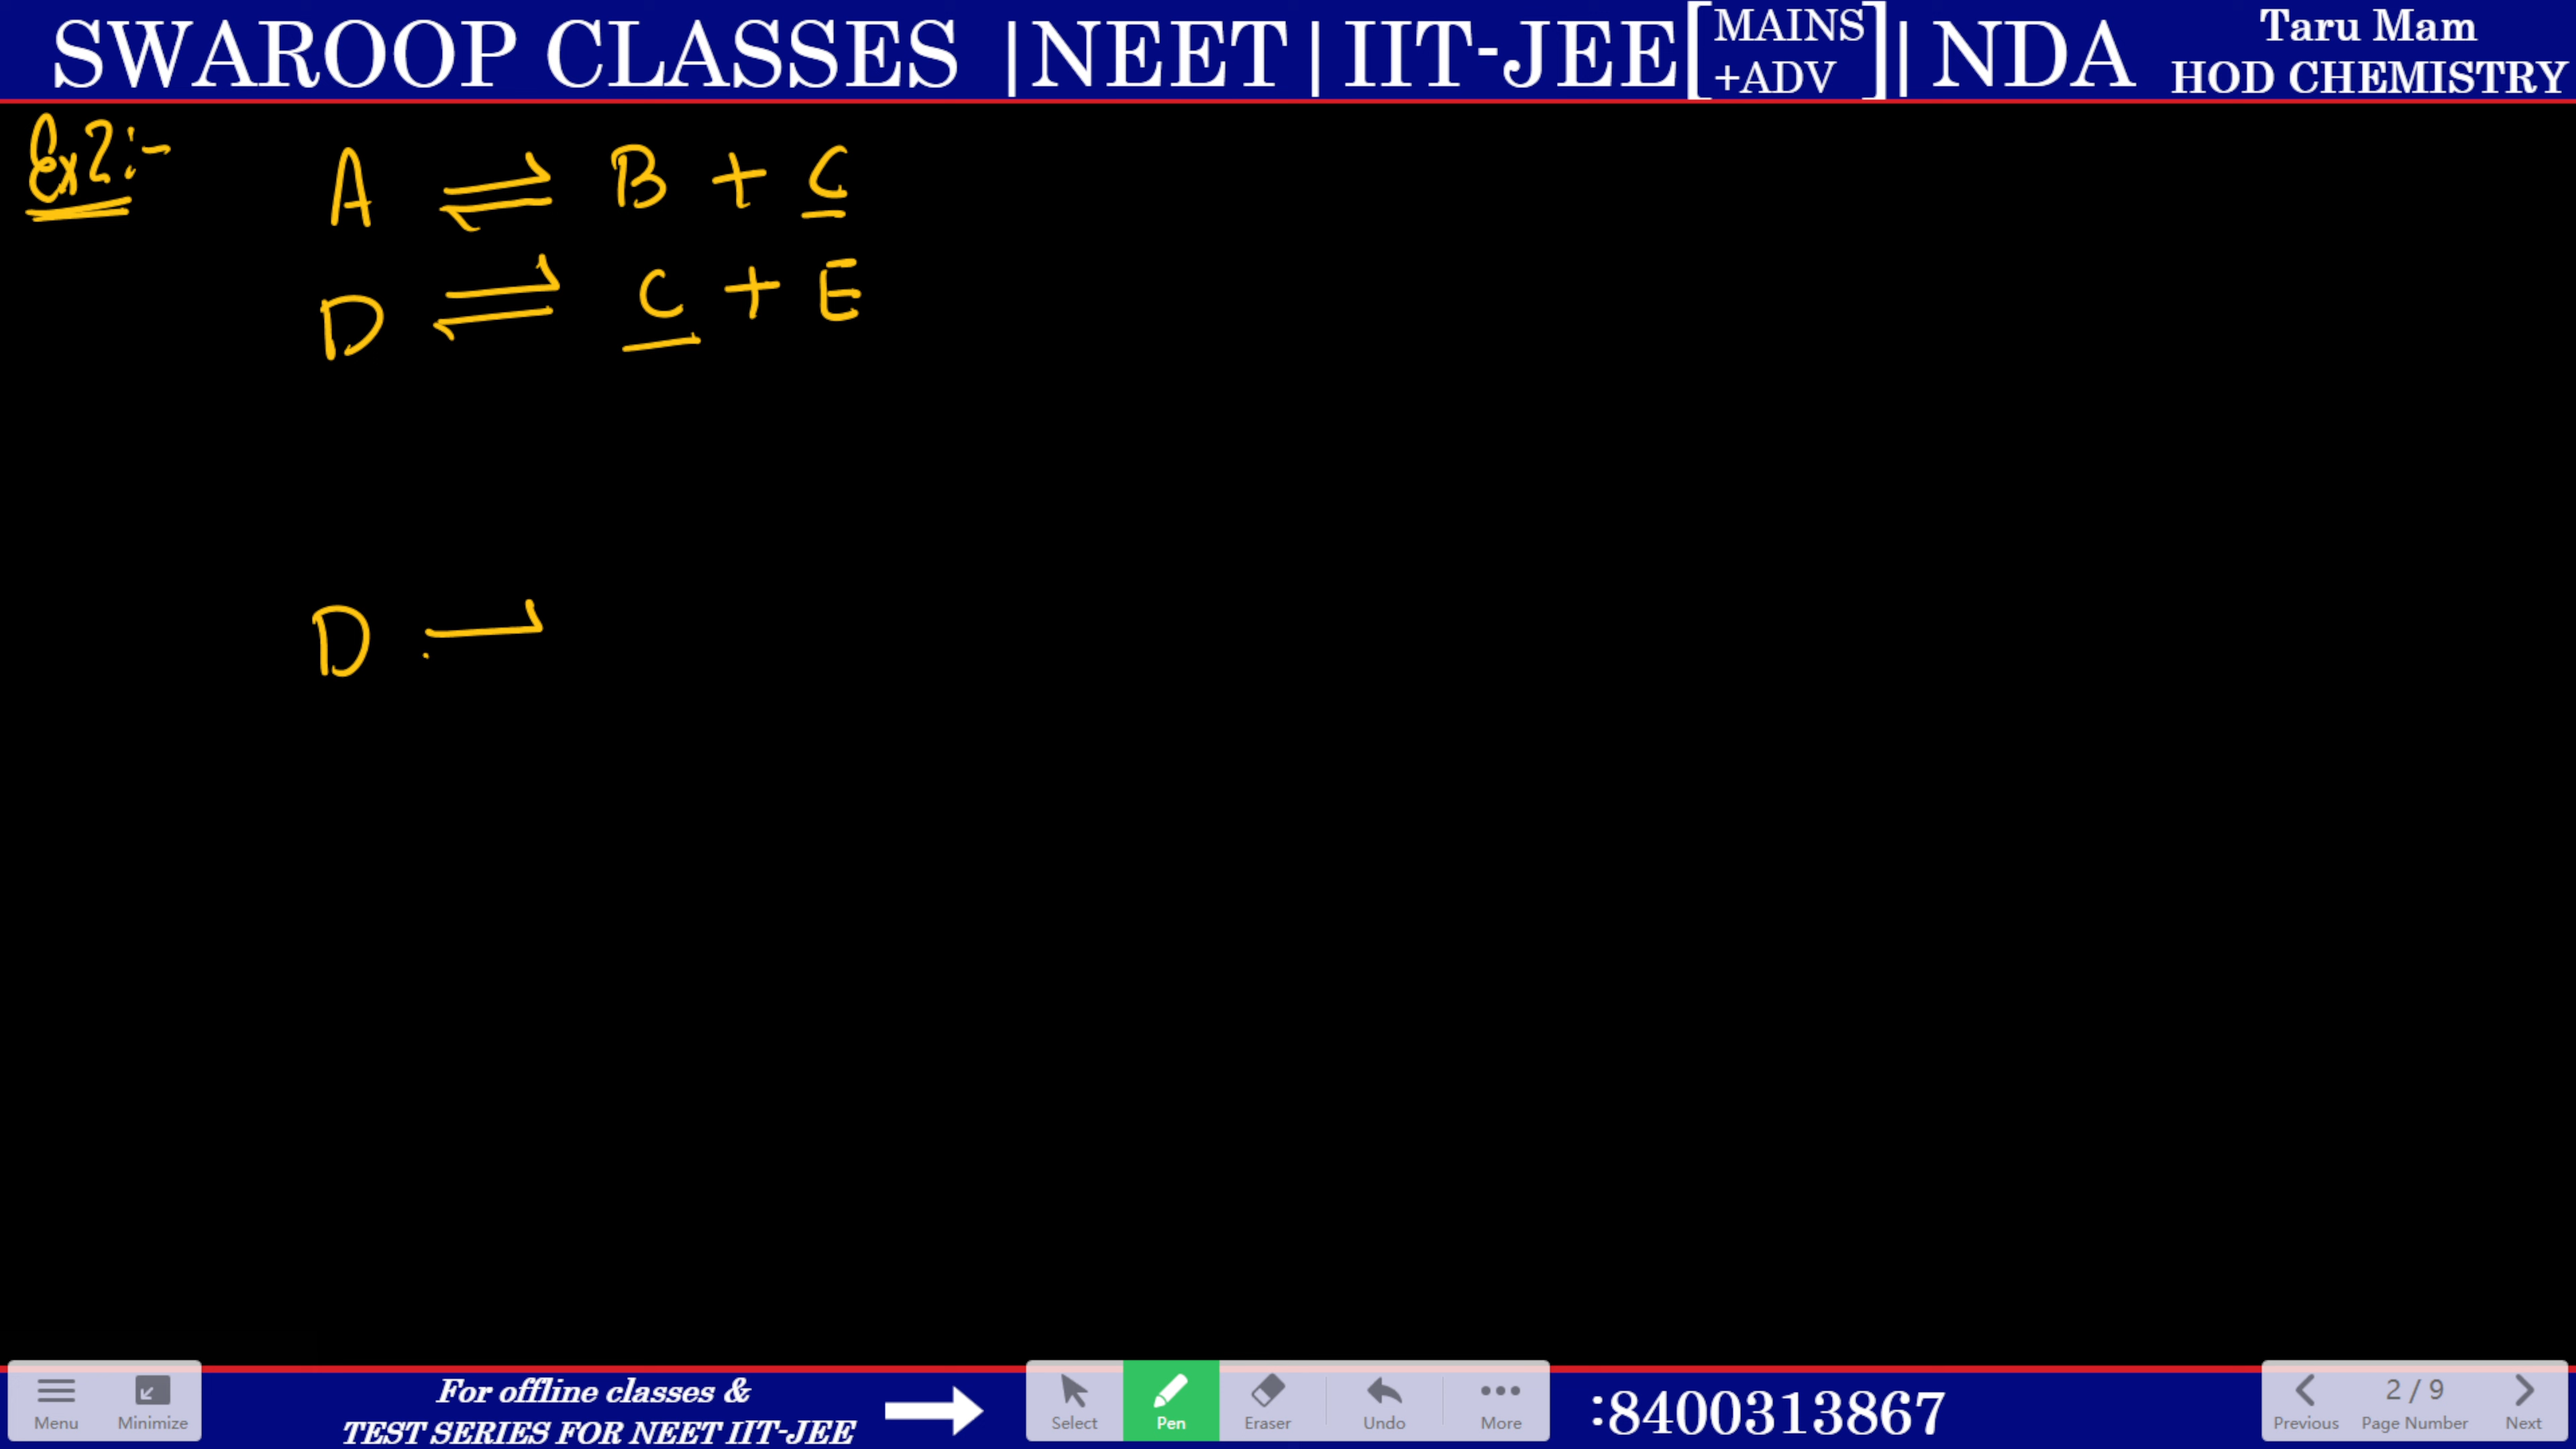 SWAROOP CLASSES |NEET| IIT-JEE[MAINS +ADV]| NDA
Taru Mam
HOD CHEMISTRY
Ex2:-
A ⇌ B + C
D ⇌ C + E
D ⇀
Menu
Minimize
For offline classes &
TEST SERIES FOR NEET IIT-JEE
Select
Pen
Eraser
Undo
More
:8400313867
Previous
2 / 9
Page Number
Next